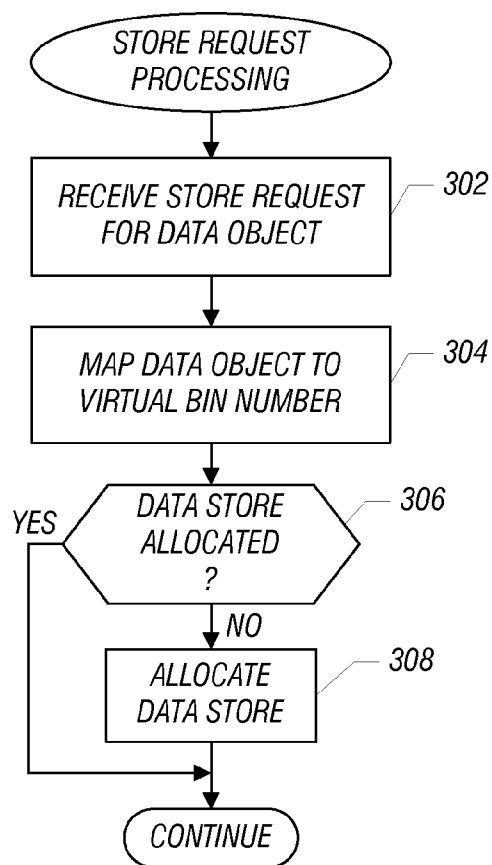 STORE REQUEST
PROCESSING
RECEIVE STORE REQUEST
FOR DATA OBJECT
302
MAP DATA OBJECT TO
VIRTUAL BIN NUMBER
304
DATA STORE
ALLOCATED
?
306
YES
NO
ALLOCATE
DATA STORE
308
CONTINUE